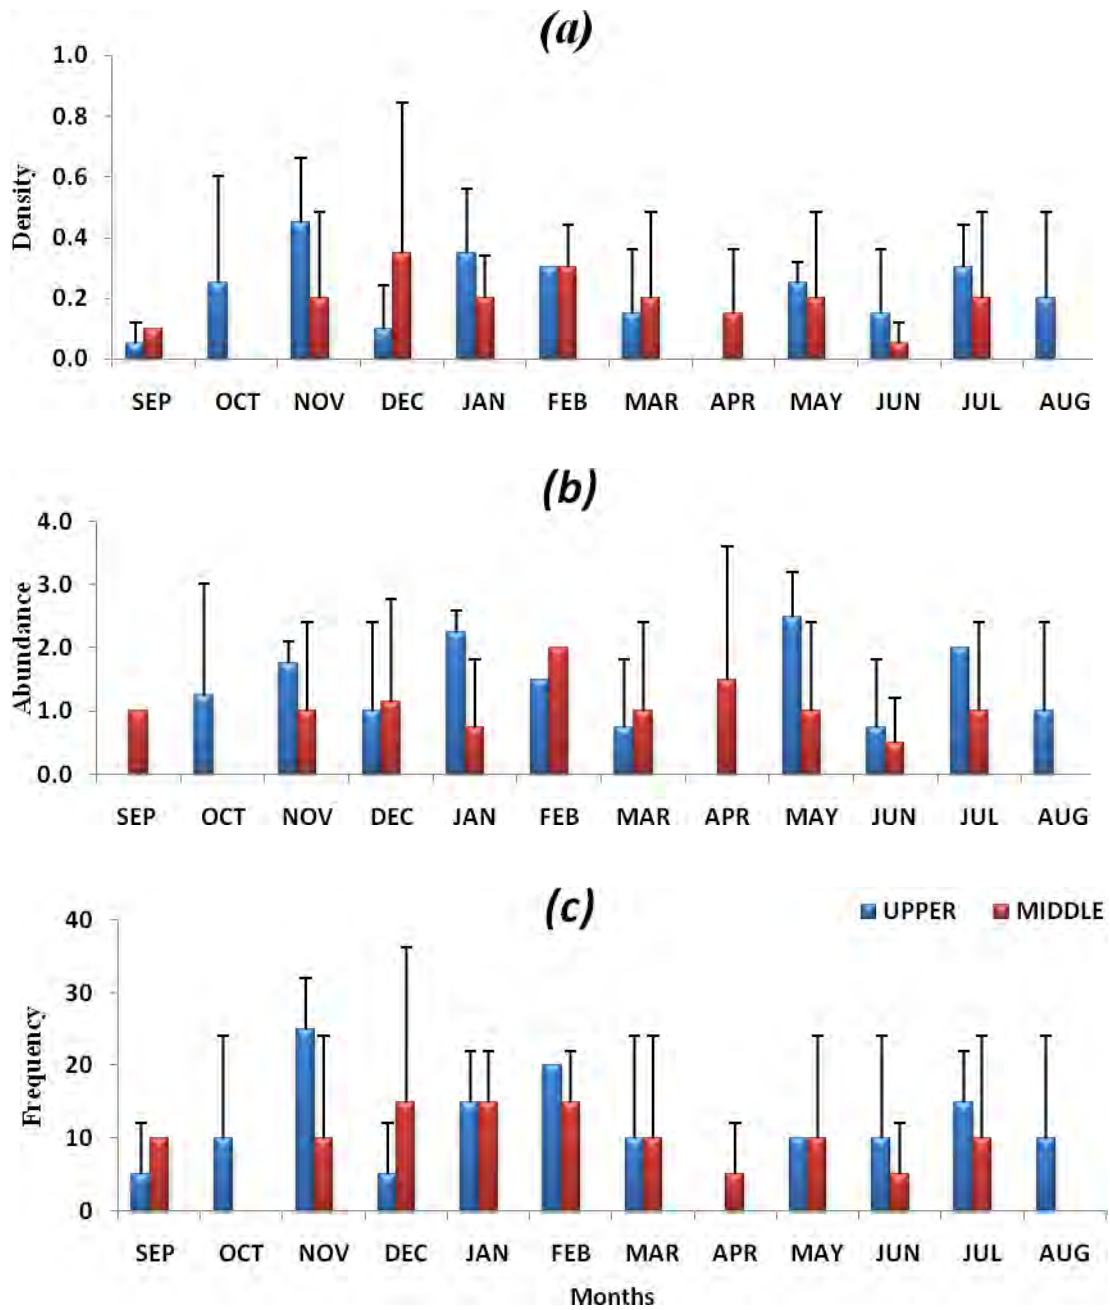 (a)
1.0
0.8
0.6
0.4
0.2
0.0
Density
SEP OCT NOV DEC JAN FEB MAR APR MAY JUN JUL AUG
(b)
4.0
3.0
2.0
1.0
0.0
Abundance
SEP OCT NOV DEC JAN FEB MAR APR MAY JUN JUL AUG
(c)
UPPER MIDDLE
40
30
20
10
0
Frequency
SEP OCT NOV DEC JAN FEB MAR APR MAY JUN JUL AUG
Months